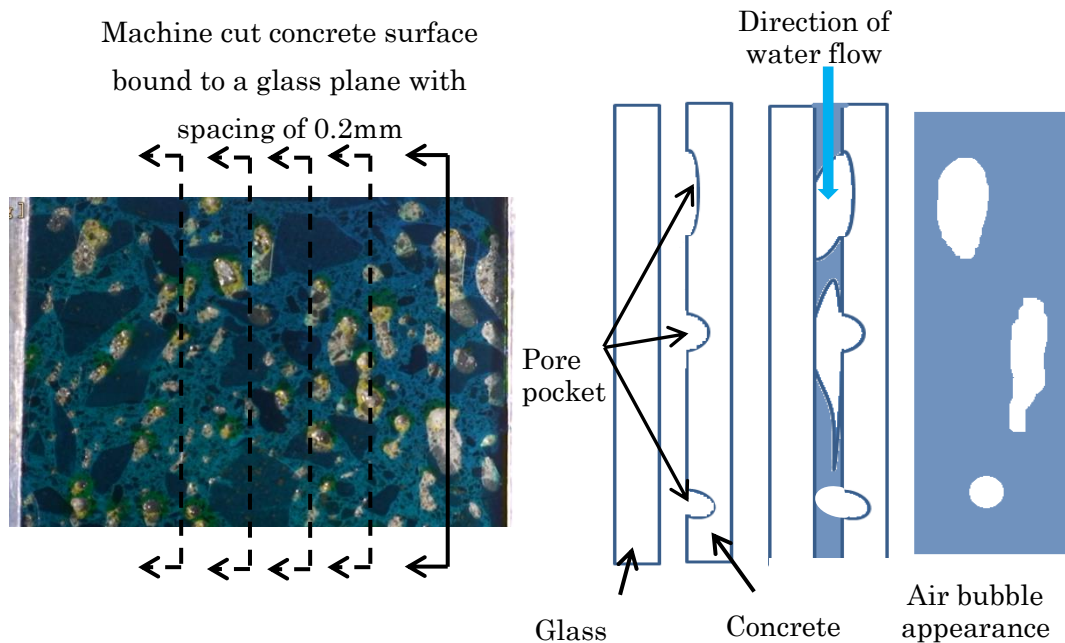 Machine cut concrete surface
bound to a glass plane with
spacing of 0.2mm
Direction of
water flow
Pore
pocket
Glass
Concrete
Air bubble
appearance